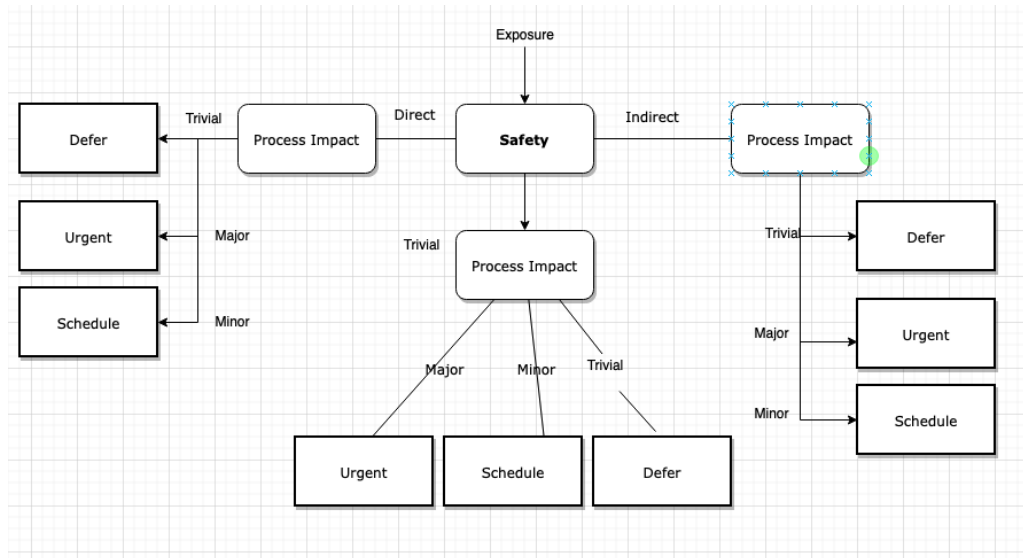 Exposure
Defer
Trivial
Process Impact
Direct
Safety
Indirect
Process Impact
Urgent
Major
Schedule
Minor
Trivial
Process Impact
Trivial
Defer
Major
Urgent
Minor
Schedule
Major
Minor
Trivial
Urgent
Schedule
Defer